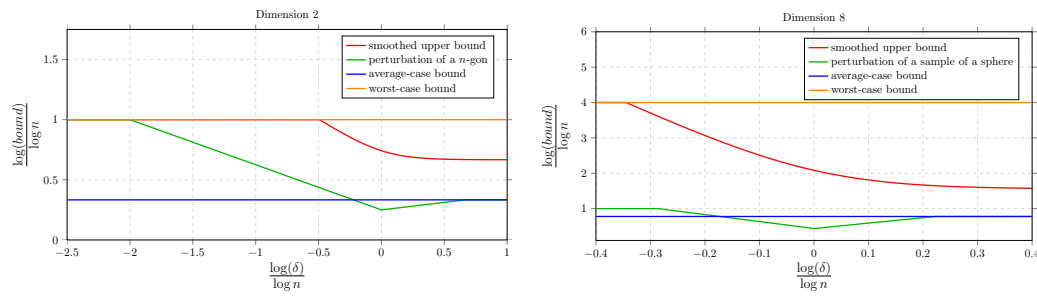 Dimension 2
1.5
1
0.5
0
log(bound)
log n
smoothed upper bound
perturbation of a n-gon
average-case bound
worst-case bound
−2.5 −2 −1.5 −1 −0.5 0 0.5 1
log(δ)
log n
Dimension 8
6
5
4
3
2
1
log(bound)
log n
smoothed upper bound
perturbation of a sample of a sphere
average-case bound
worst-case bound
−0.4 −0.3 −0.2 −0.1 0 0.1 0.2 0.3 0.4
log(δ)
log n